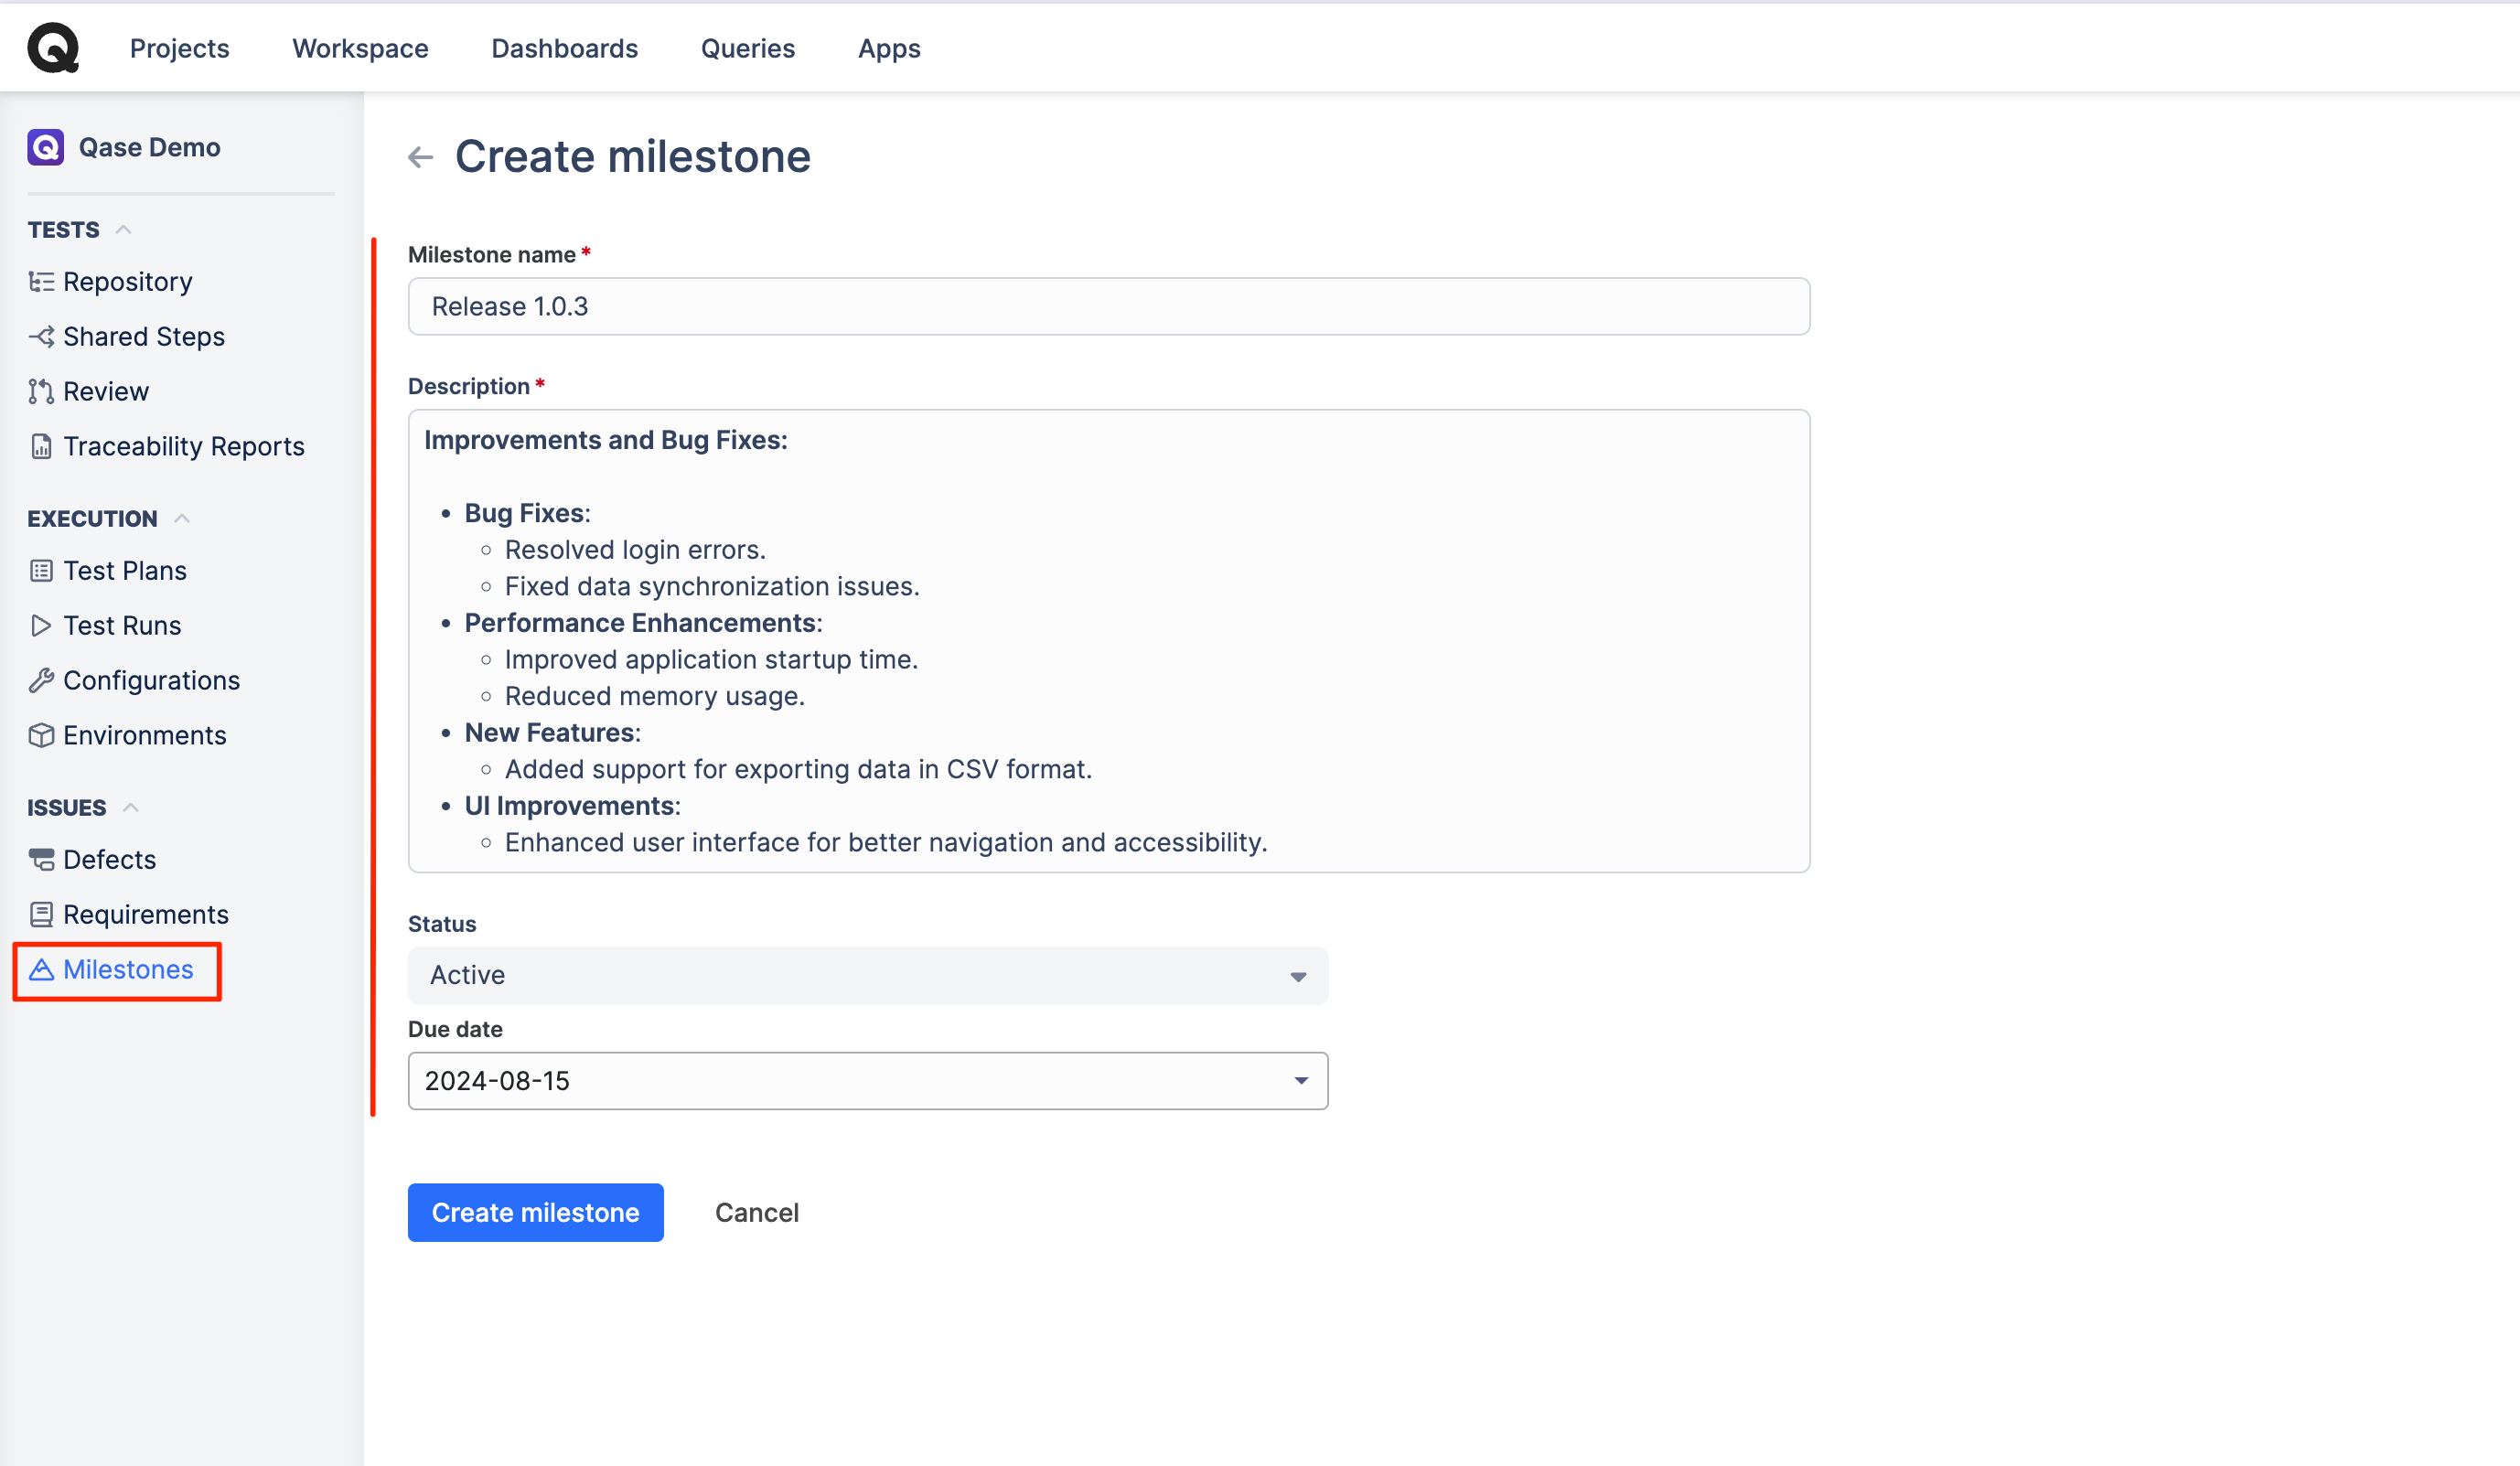 Q Projects Workspace Dashboards Queries Apps
Q Qase Demo
TESTS
Repository
Shared Steps
Review
Traceability Reports
EXECUTION
Test Plans
Test Runs
Configurations
Environments
ISSUES
Defects
Requirements
Milestones
Create milestone
Milestone name *
Release 1.0.3
Description *
Improvements and Bug Fixes:
• Bug Fixes:
◦ Resolved login errors.
◦ Fixed data synchronization issues.
• Performance Enhancements:
◦ Improved application startup time.
◦ Reduced memory usage.
• New Features:
◦ Added support for exporting data in CSV format.
• UI Improvements:
◦ Enhanced user interface for better navigation and accessibility.
Status
Active
Due date
2024-08-15
Create milestone Cancel